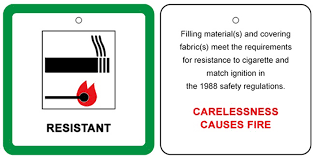 RESISTANT
Filling material(s) and covering
fabric(s) meet the requirements
for resistance to cigarette and
match ignition in
the 1988 safety regulations.
CARELESSNESS
CAUSES FIRE